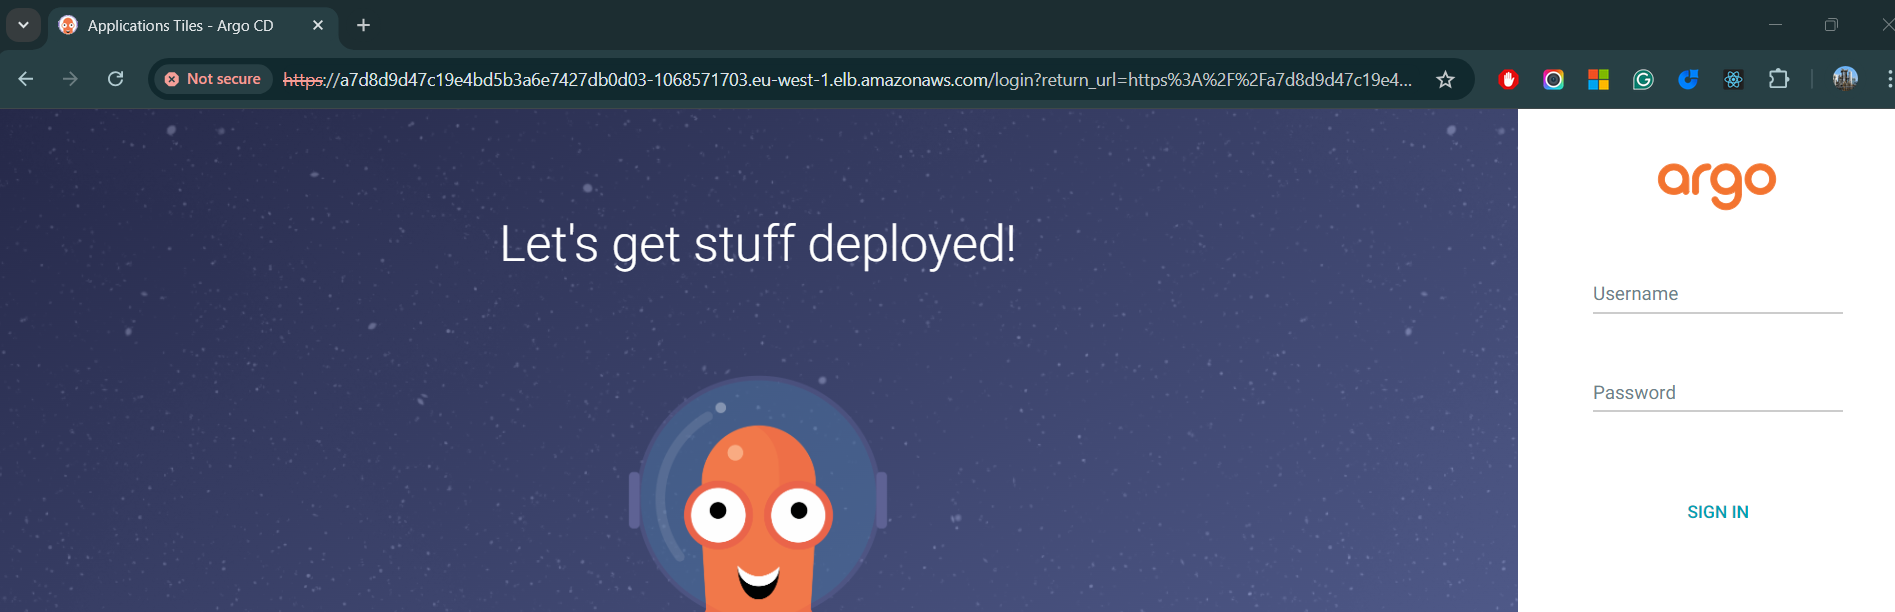 Applications Tiles - Argo CD
Not secure
https://a7d8d9d47c19e4bd5b3a6e7427db0d03-1068571703.eu-west-1.elb.amazonaws.com/login?return_url=https%3A%2F%2Fa7d8d9d47c19e4...
Let's get stuff deployed!
argo
Username
Password
SIGN IN